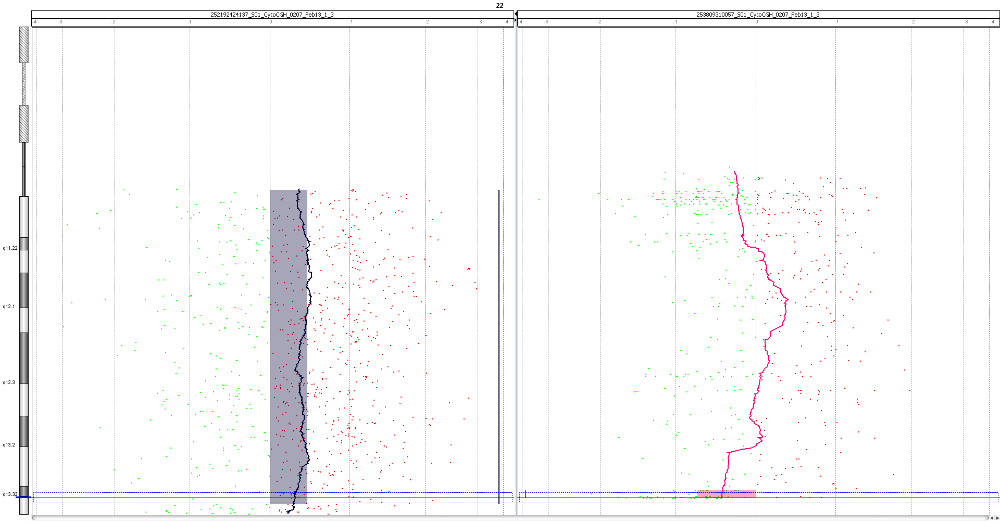 22
252192424137_S01_CytoCGH_0207_Feb13_1_3 253809310057_S01_CytoCGH_0207_Feb13_1_3
-4 -3 -2 -1 0 1 2 3 4 -4 -3 -2 -1 0 1 2 3 4
q11.22
q12.1
q12.3
q13.2
q13.32